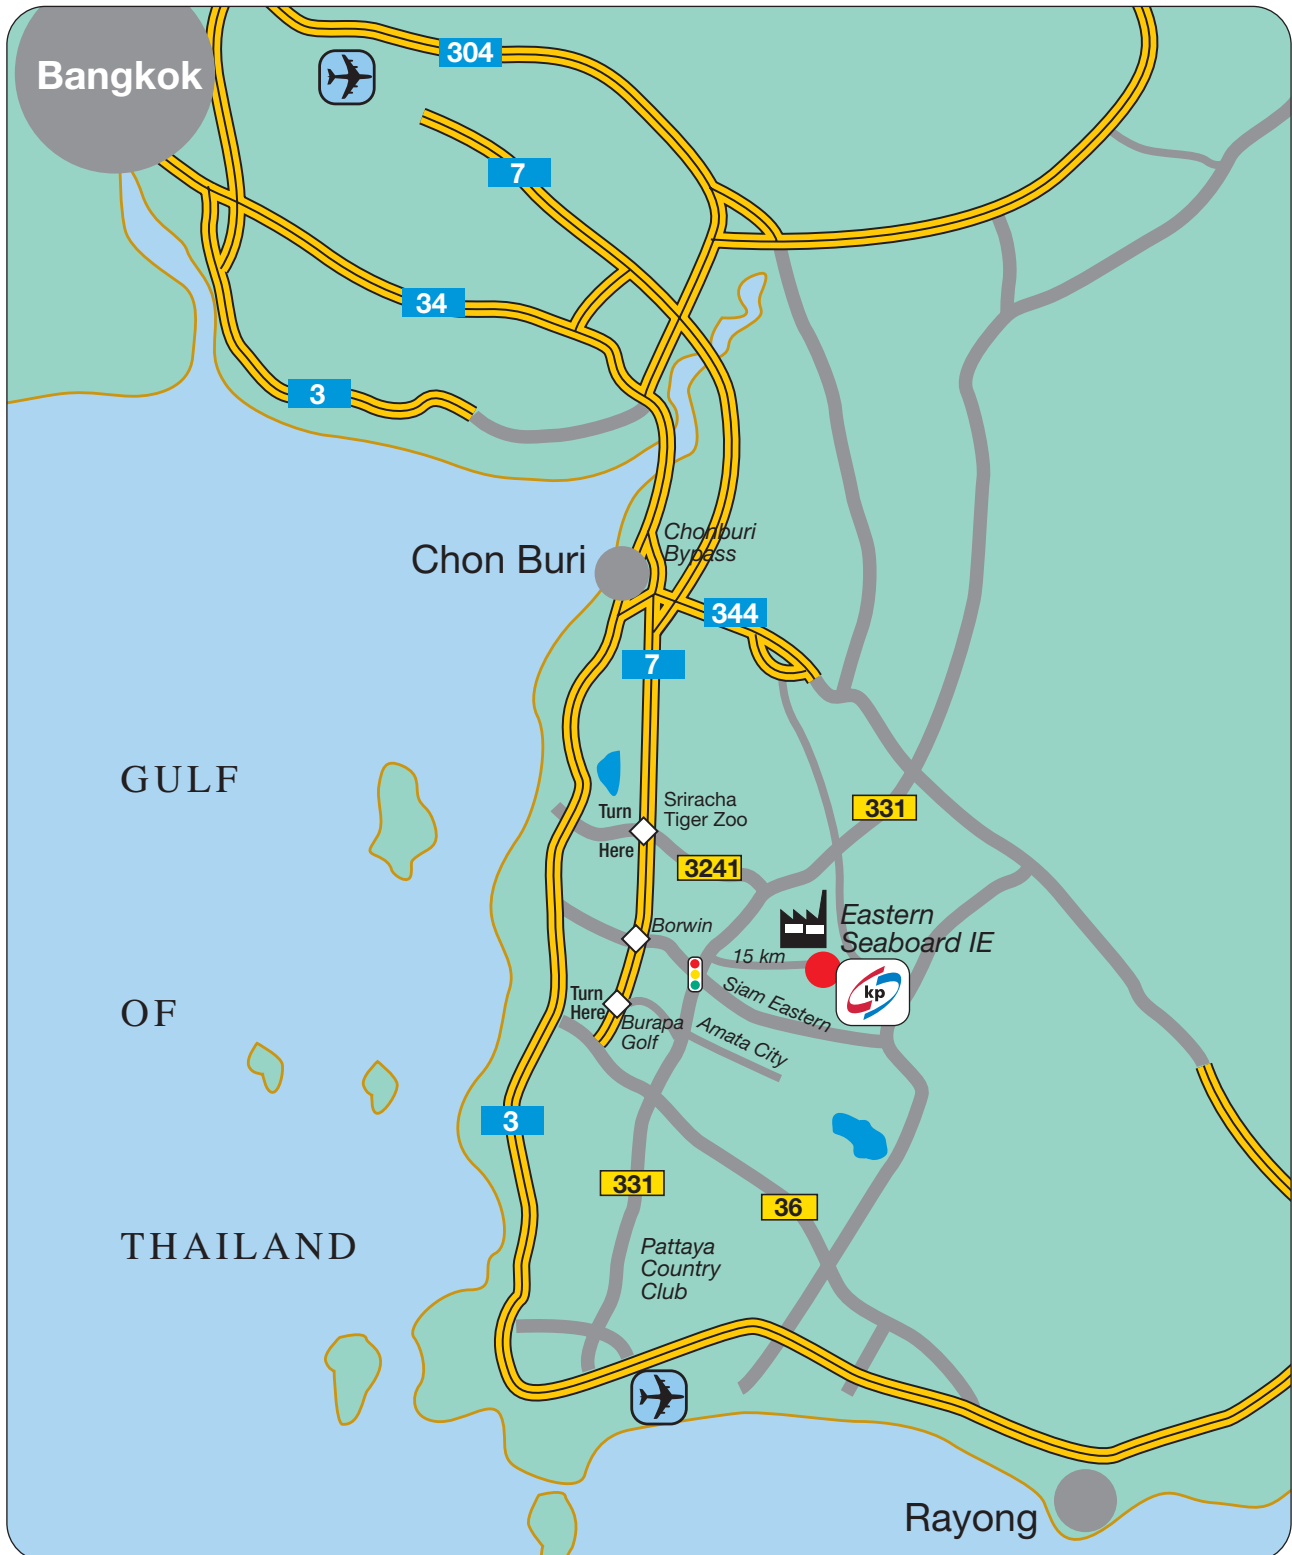 304
Bangkok
7
34
3
Chonburi
Bypass
Chon Buri
344
7
GULF
Turn
Here
Sriracha
Tiger Zoo
331
3241
Eastern
Seaboard IE
Borwin
15 km
kp
Siam Eastern
OF
Turn
Here
Burapa
Golf
Amata City
3
331
36
THAILAND
Pattaya
Country
Club
Rayong